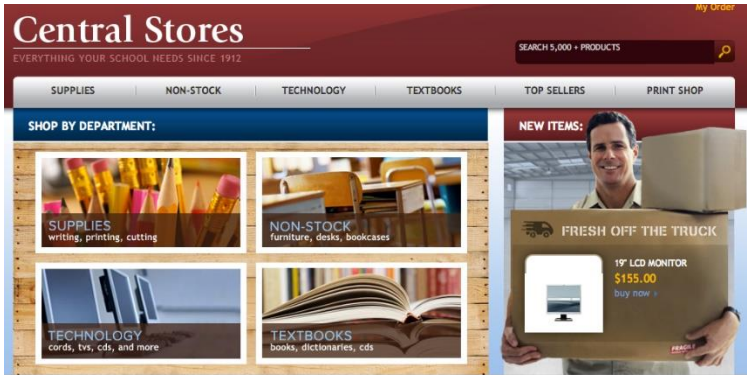 My Order
Central Stores
EVERYTHING YOUR SCHOOL NEEDS SINCE 1912
SEARCH 5,000 + PRODUCTS
SUPPLIES
NON-STOCK
TECHNOLOGY
TEXTBOOKS
TOP SELLERS
PRINT SHOP
SHOP BY DEPARTMENT:
NEW ITEMS:
SUPPLIES
writing, printing, cutting
NON-STOCK
furniture, desks, bookcases
TECHNOLOGY
cords, tvs, cds, and more
TEXTBOOKS
books, dictionaries, cds
FRESH OFF THE TRUCK
19" LCD MONITOR
$155.00
buy now ›
FRAGILE